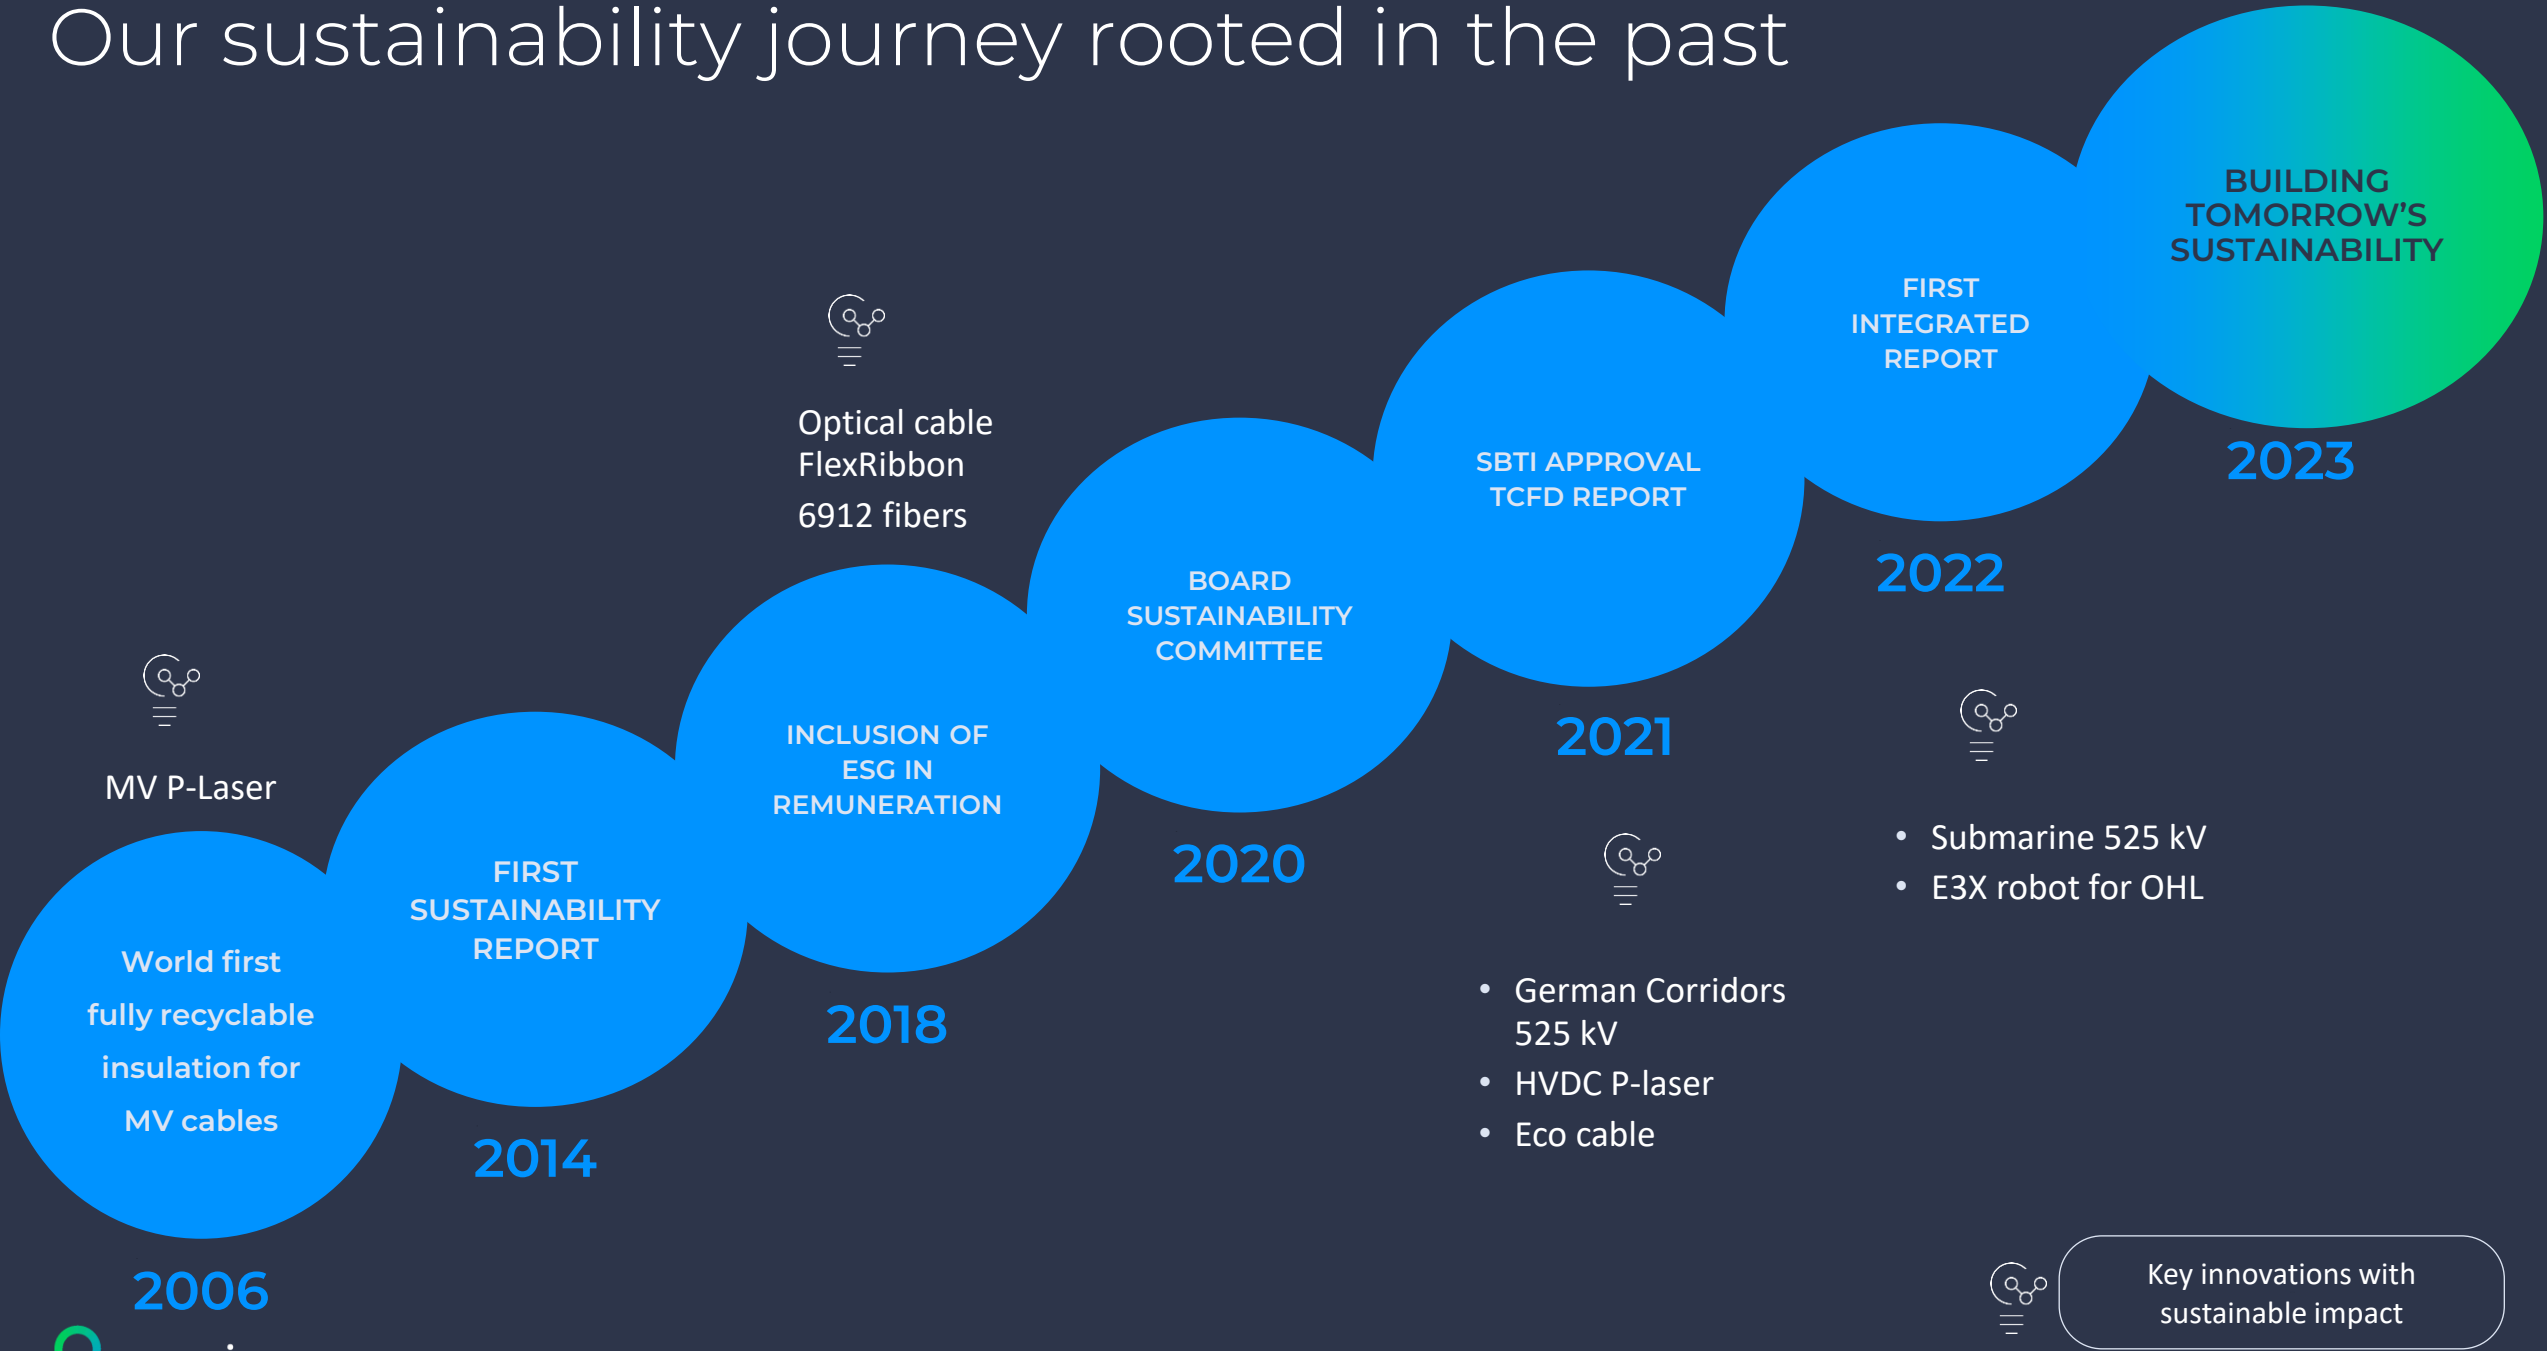 Our sustainability journey rooted in the past
MV P-Laser
World first
fully recyclable
insulation for
MV cables
2006
FIRST
SUSTAINABILITY
REPORT
2014
Optical cable
FlexRibbon
6912 fibers
INCLUSION OF
ESG IN
REMUNERATION
2018
BOARD
SUSTAINABILITY
COMMITTEE
2020
SBTI APPROVAL
TCFD REPORT
2021
• German Corridors
525 kV
• HVDC P-laser
• Eco cable
FIRST
INTEGRATED
REPORT
2022
• Submarine 525 kV
• E3X robot for OHL
BUILDING
TOMORROW’S
SUSTAINABILITY
2023
Key innovations with
sustainable impact